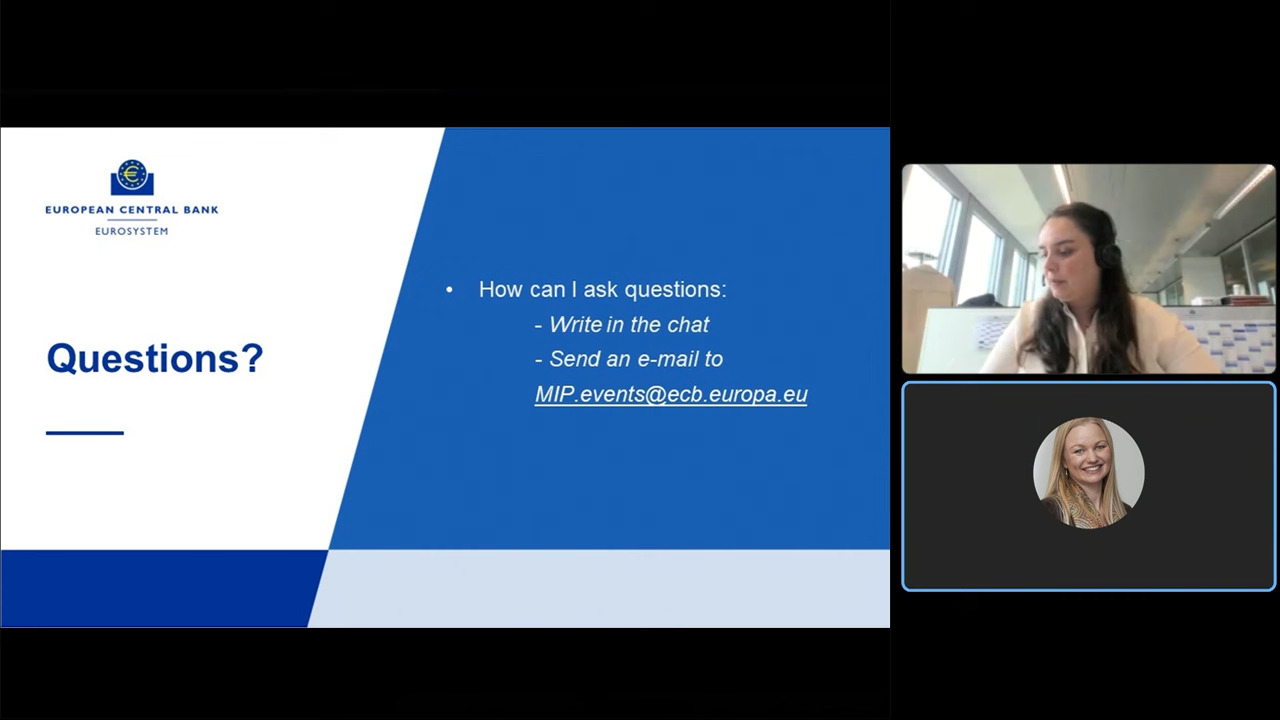 EUROPEAN CENTRAL BANK
EUROSYSTEM
Questions?
• How can I ask questions:
- Write in the chat
- Send an e-mail to
MIP.events@ecb.europa.eu